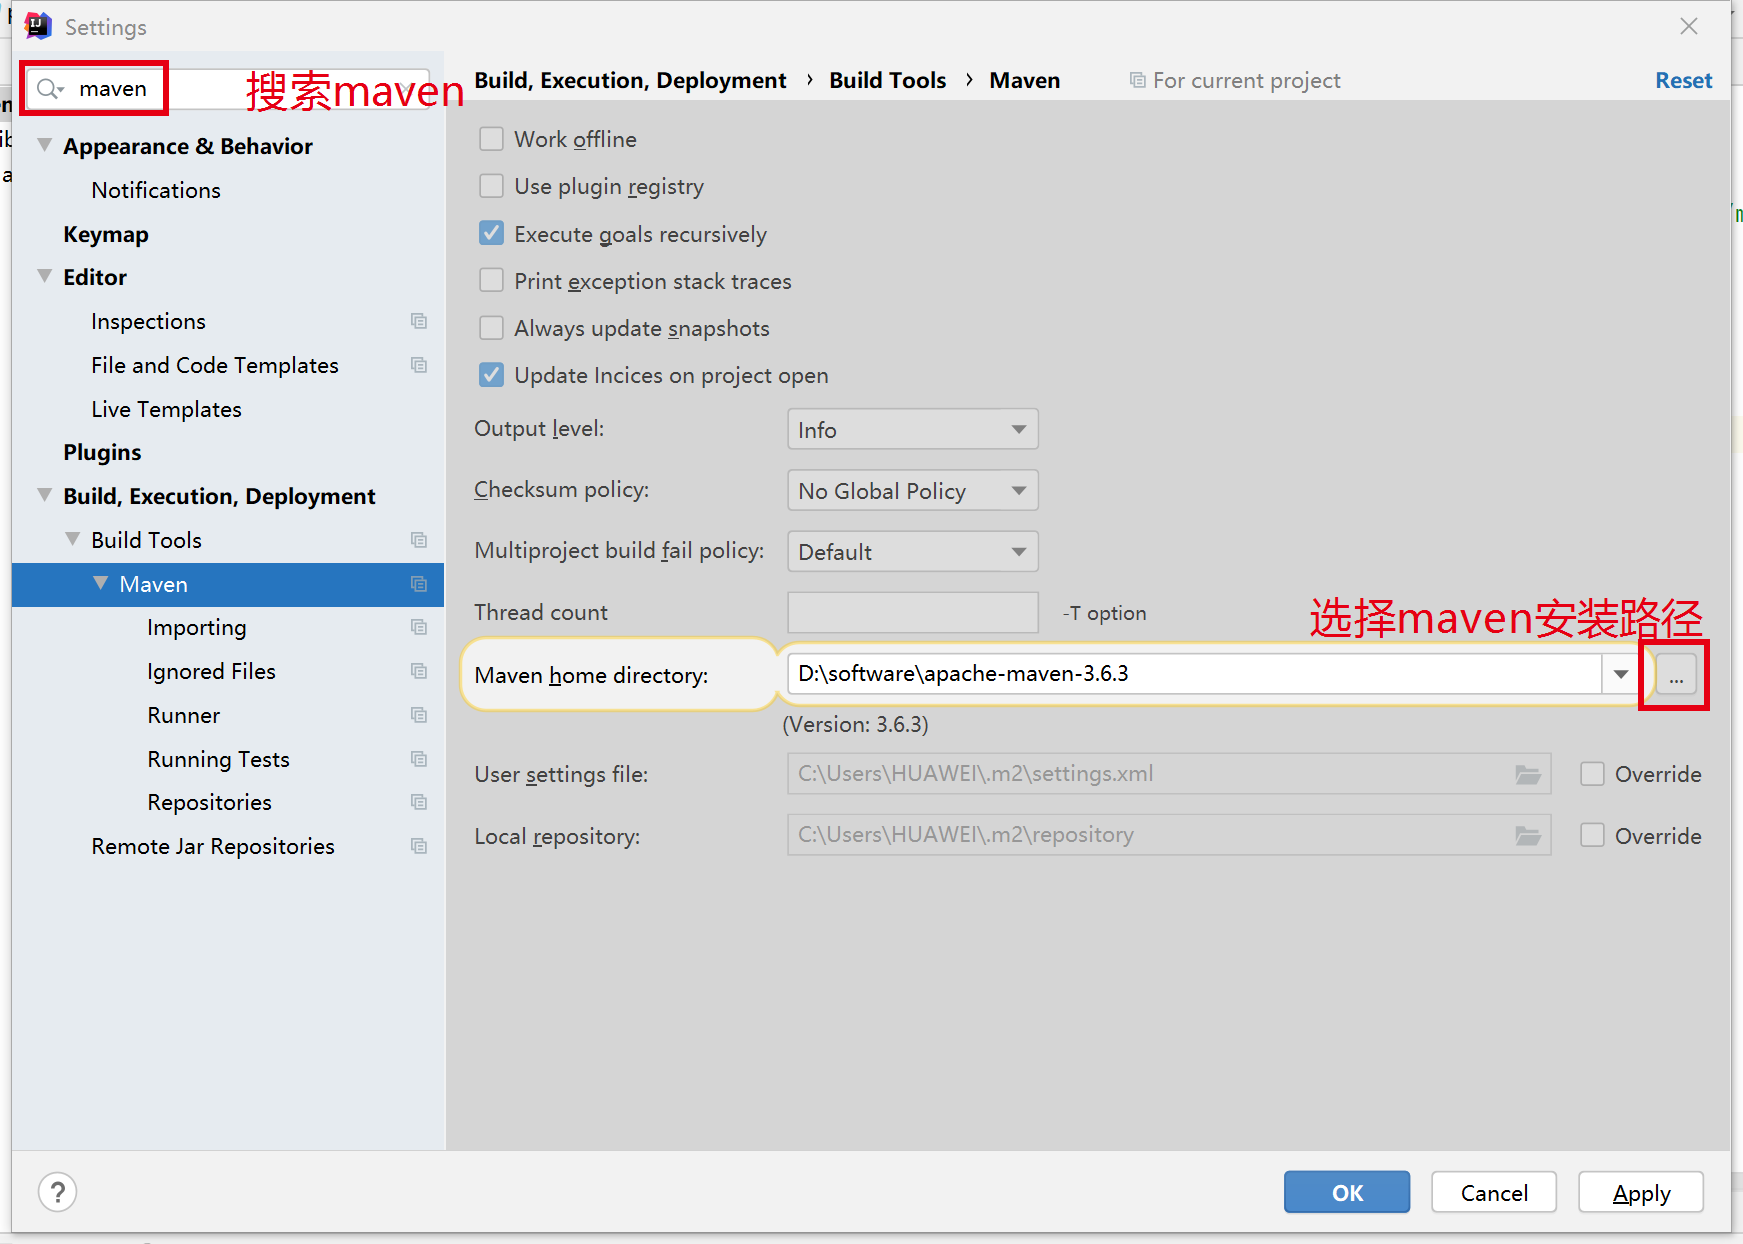 Settings
maven
搜索maven
Appearance & Behavior
Notifications
Keymap
Editor
Inspections
File and Code Templates
Live Templates
Plugins
Build, Execution, Deployment
Build Tools
Maven
Importing
Ignored Files
Runner
Running Tests
Repositories
Remote Jar Repositories
Build, Execution, Deployment › Build Tools › Maven
For current project
Reset
Work offline
Use plugin registry
Execute goals recursively
Print exception stack traces
Always update snapshots
Update Incices on project open
Output level: Info
Checksum policy: No Global Policy
Multiproject build fail policy: Default
Thread count -T option
选择maven安装路径
Maven home directory: D:\software\apache-maven-3.6.3 ...
(Version: 3.6.3)
User settings file: C:\Users\HUAWEI\.m2\settings.xml Override
Local repository: C:\Users\HUAWEI\.m2\repository Override
? OK Cancel Apply